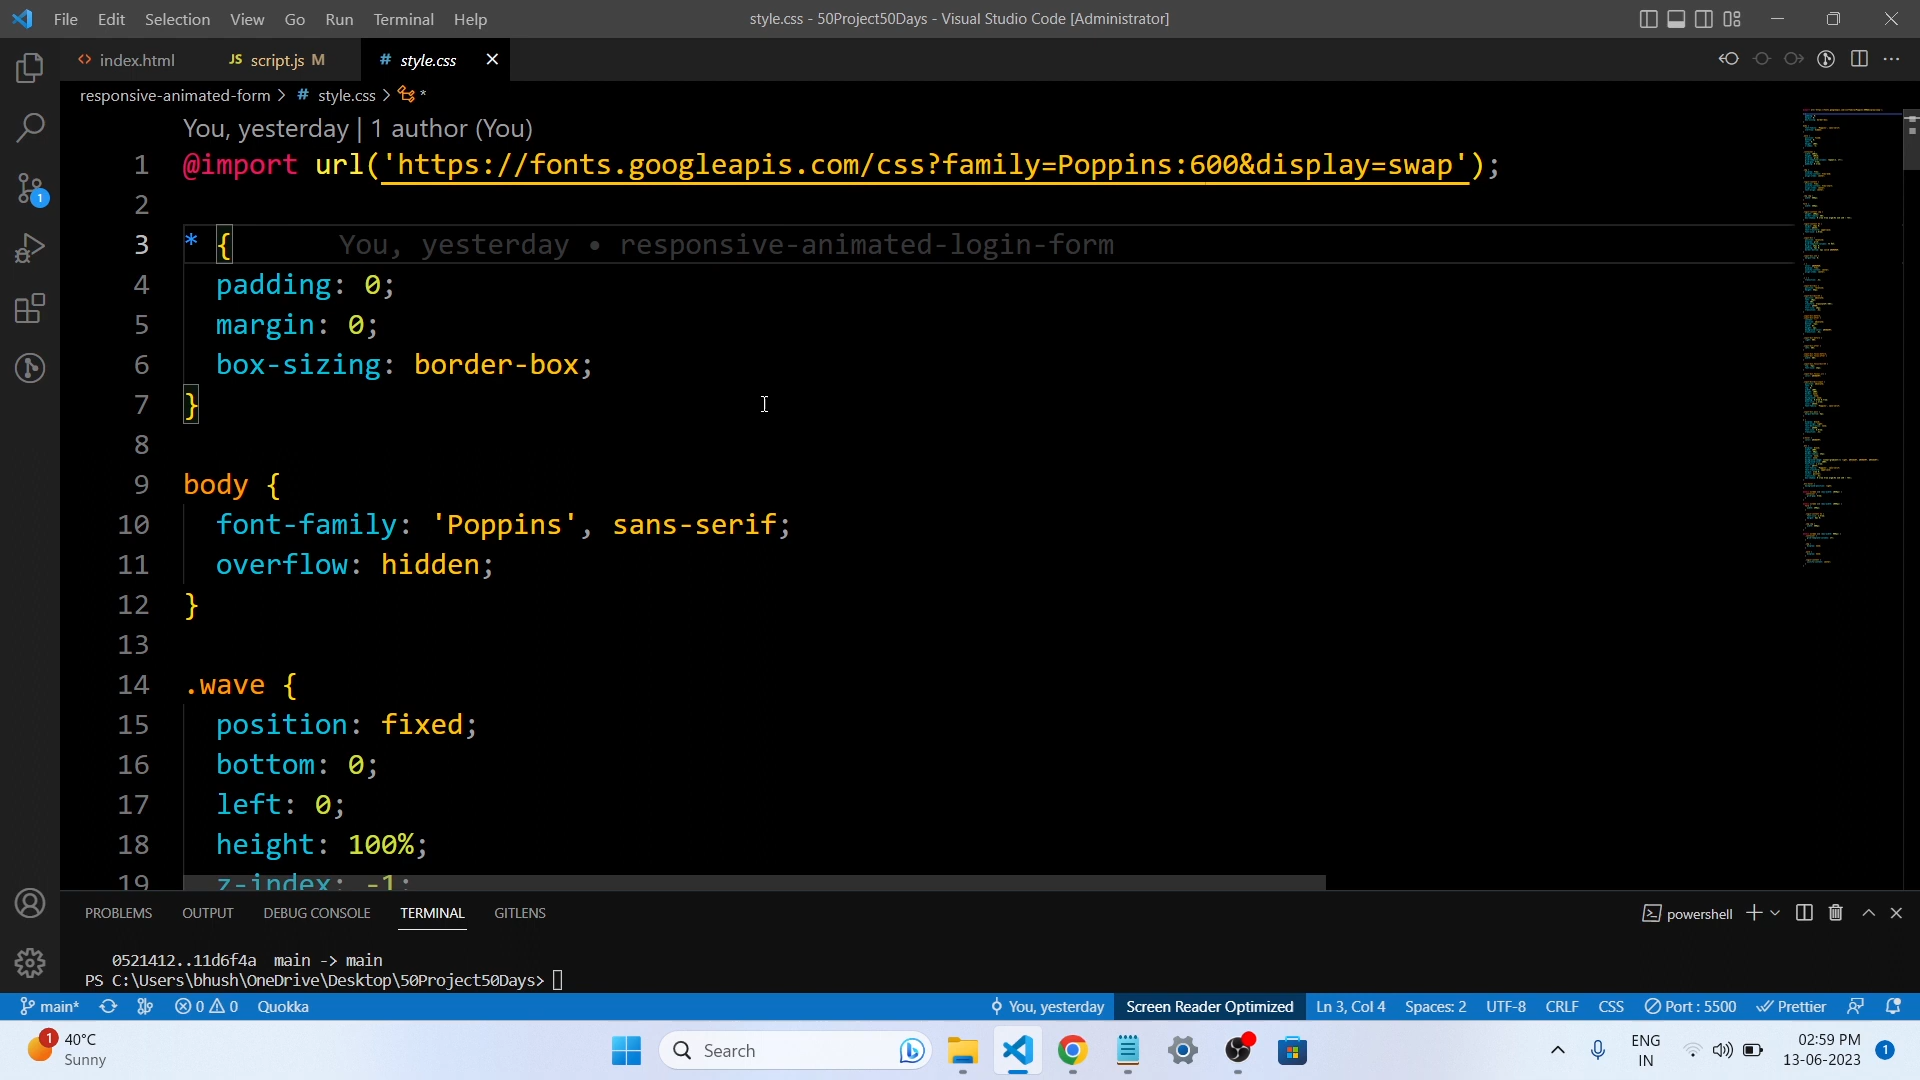 File Edit Selection View Go Run Terminal Help
style.css - 50Project50Days - Visual Studio Code [Administrator]
index.html
JS script.js M
# style.css
responsive-animated-form > # style.css > *
You, yesterday | 1 author (You)
1 @import url('https://fonts.googleapis.com/css?family=Poppins:600&display=swap');
2
3 * { You, yesterday • responsive-animated-login-form
4 padding: 0;
5 margin: 0;
6 box-sizing: border-box;
7 }
8
9 body {
10 font-family: 'Poppins', sans-serif;
11 overflow: hidden;
12 }
13
14 .wave {
15 position: fixed;
16 bottom: 0;
17 left: 0;
18 height: 100%;
19 z-index: -1;
1
PROBLEMS OUTPUT DEBUG CONSOLE TERMINAL GITLENS
powershell
0521412..11d6f4a main -> main
PS C:\Users\bhush\OneDrive\Desktop\50Project50Days>
main* 0 0 Quokka
You, yesterday Screen Reader Optimized Ln 3, Col 4 Spaces: 2 UTF-8 CRLF CSS Port : 5500 Prettier
1
40°C
Sunny
Search
ENG
IN
02:59 PM
13-06-2023
1